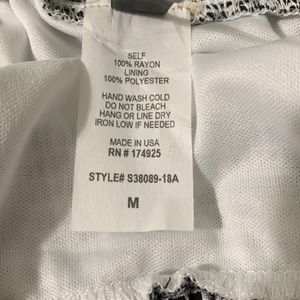 SELF
100% RAYON
LINING
100% POLYESTER
HAND WASH COLD
DO NOT BLEACH
HANG OR LINE DRY
IRON LOW IF NEEDED
MADE IN USA
RN # 174925
STYLE# S38089-18A
M